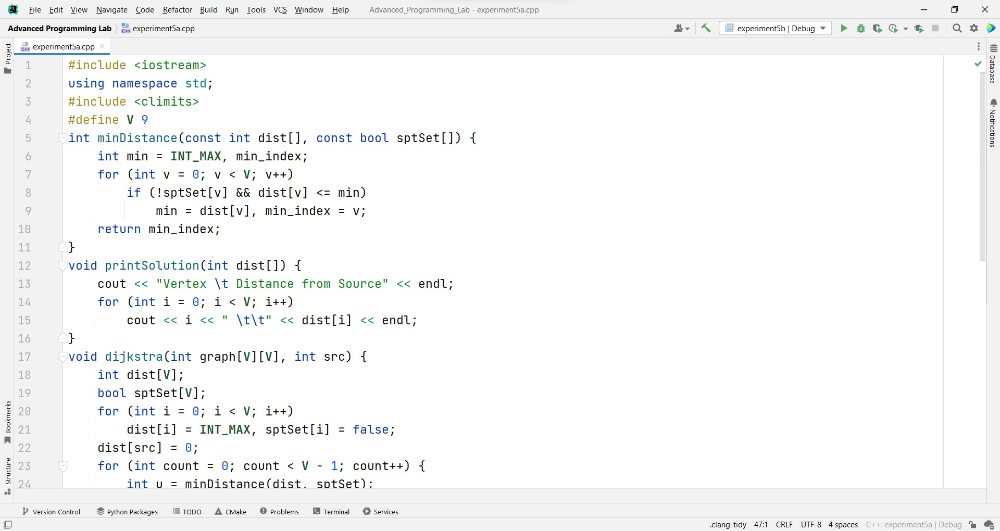 File Edit View Navigate Code Refactor Build Run Tools VCS Window Help Advanced_Programming_Lab - experiment5a.cpp
Advanced Programming Lab experiment5a.cpp experiment5b | Debug
experiment5a.cpp
Project
Bookmarks
Structure
Database
Notifications
1 #include <iostream>
2 using namespace std;
3 #include <climits>
4 #define V 9
5 int minDistance(const int dist[], const bool sptSet[]) {
6     int min = INT_MAX, min_index;
7     for (int v = 0; v < V; v++)
8         if (!sptSet[v] && dist[v] <= min)
9             min = dist[v], min_index = v;
10     return min_index;
11 }
12 void printSolution(int dist[]) {
13     cout << "Vertex \t Distance from Source" << endl;
14     for (int i = 0; i < V; i++)
15         cout << i << " \t\t" << dist[i] << endl;
16 }
17 void dijkstra(int graph[V][V], int src) {
18     int dist[V];
19     bool sptSet[V];
20     for (int i = 0; i < V; i++)
21         dist[i] = INT_MAX, sptSet[i] = false;
22     dist[src] = 0;
23     for (int count = 0; count < V - 1; count++) {
24         int u = minDistance(dist, sptSet);
Version Control Python Packages TODO CMake Problems Terminal Services
.clang-tidy 47:1 CRLF UTF-8 4 spaces C++: experiment5a | Debug